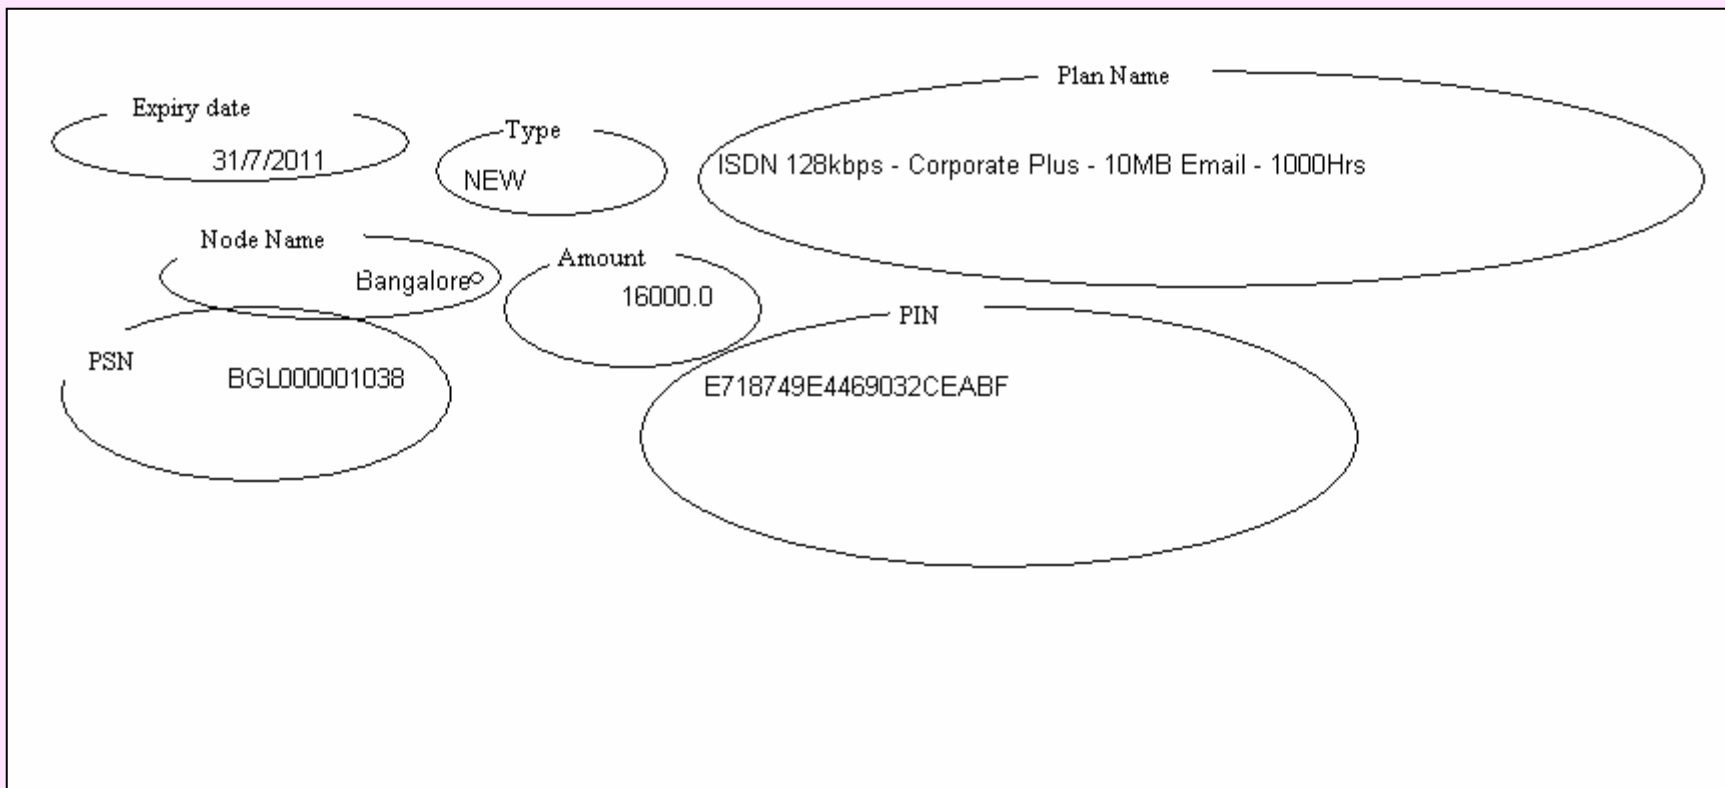 Expiry date
31/7/2011
Type
NEW
Plan Name
ISDN 128kbps - Corporate Plus - 10MB Email - 1000Hrs
Node Name
Bangalore
Amount
16000.0
PSN
BGL000001038
PIN
E718749E4469032CEABF